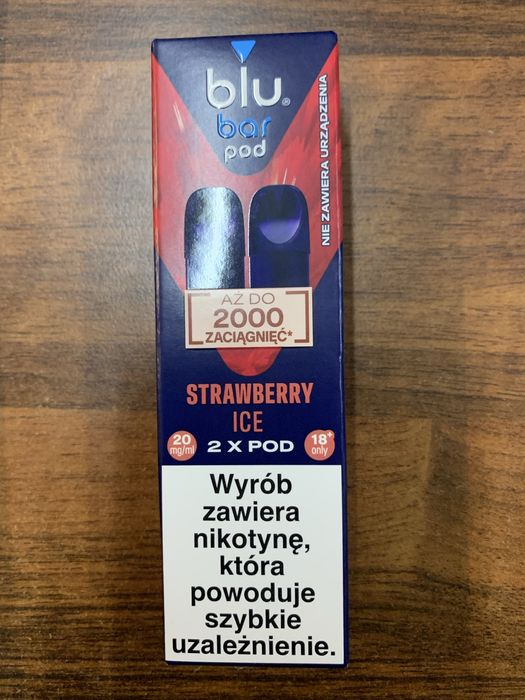 blu®
bar
pod
NIE ZAWIERA URZĄDZENIA
AŻ DO
2000
ZACIĄGNIĘĆ*
STRAWBERRY
ICE
20
mg/ml
2 X POD
18+
only
Wyrób
zawiera
nikotynę,
która
powoduje
szybkie
uzależnienie.